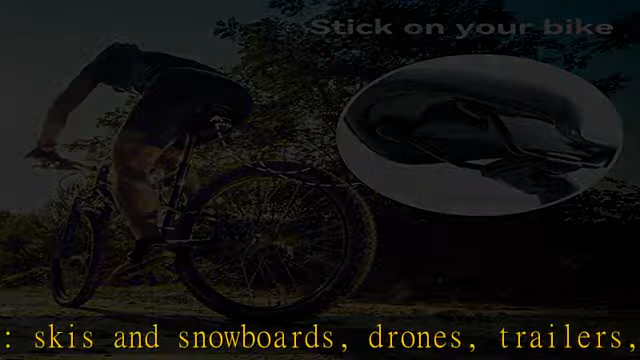 Stick on your bike
: skis and snowboards, drones, trailers,